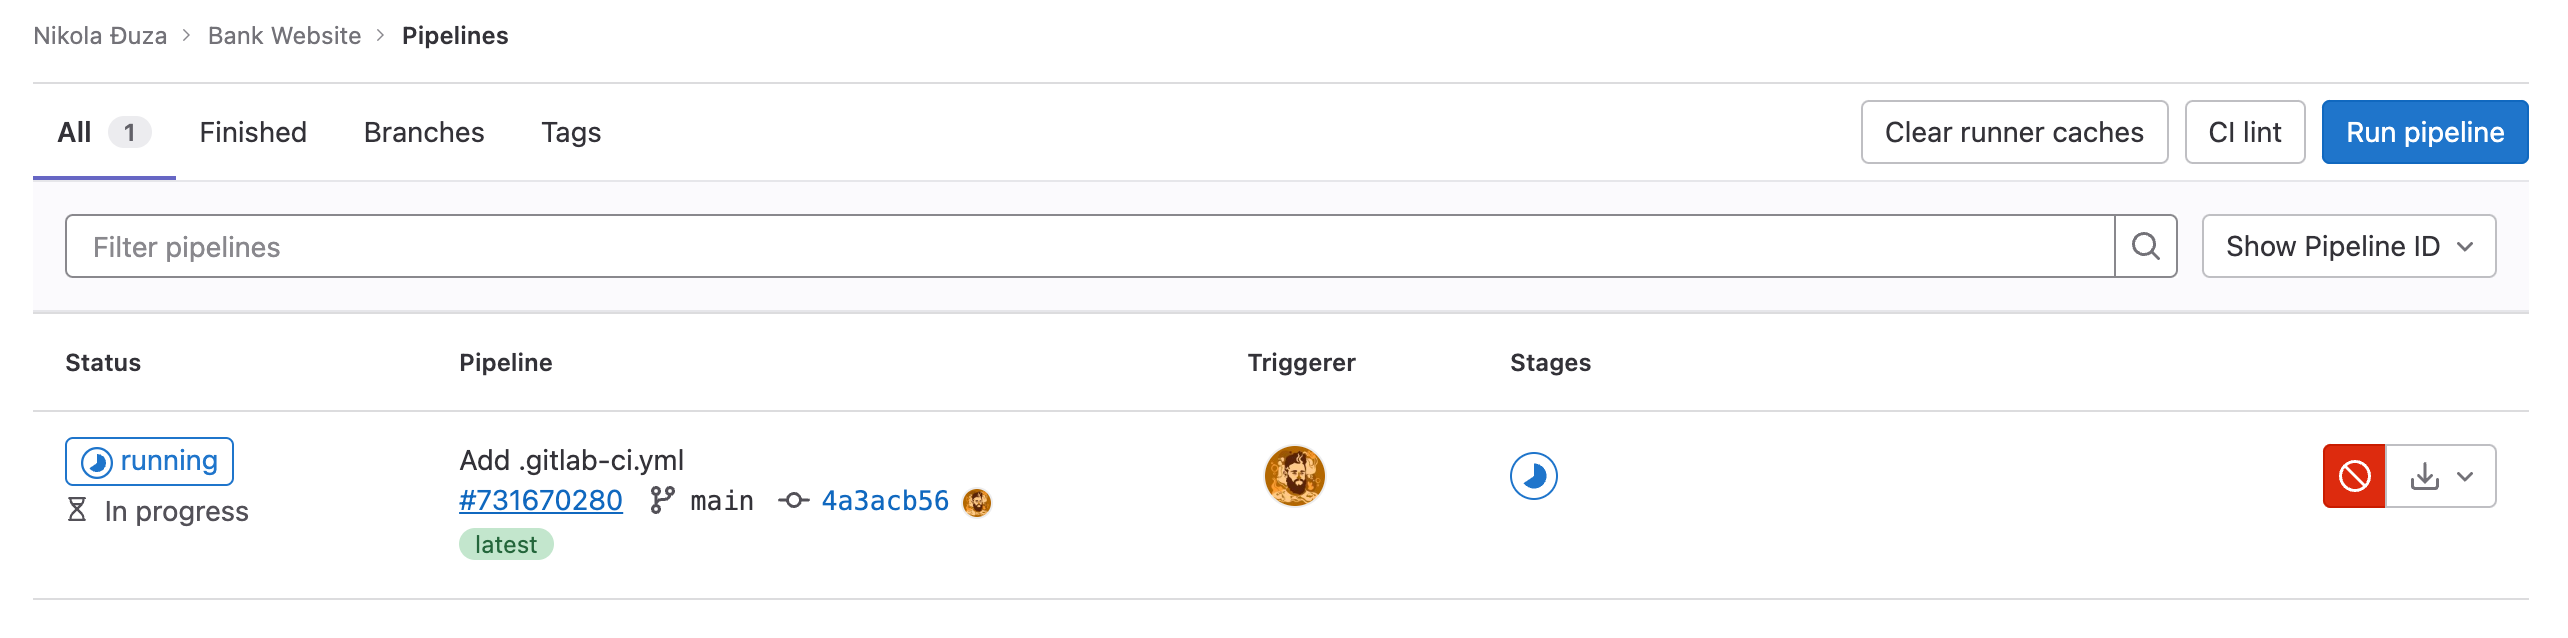 Nikola Đuza > Bank Website > Pipelines
All 1 Finished Branches Tags Clear runner caches CI lint Run pipeline
Filter pipelines Show Pipeline ID
Status Pipeline Triggerer Stages
running Add .gitlab-ci.yml
In progress #731670280 main 4a3acb56
latest